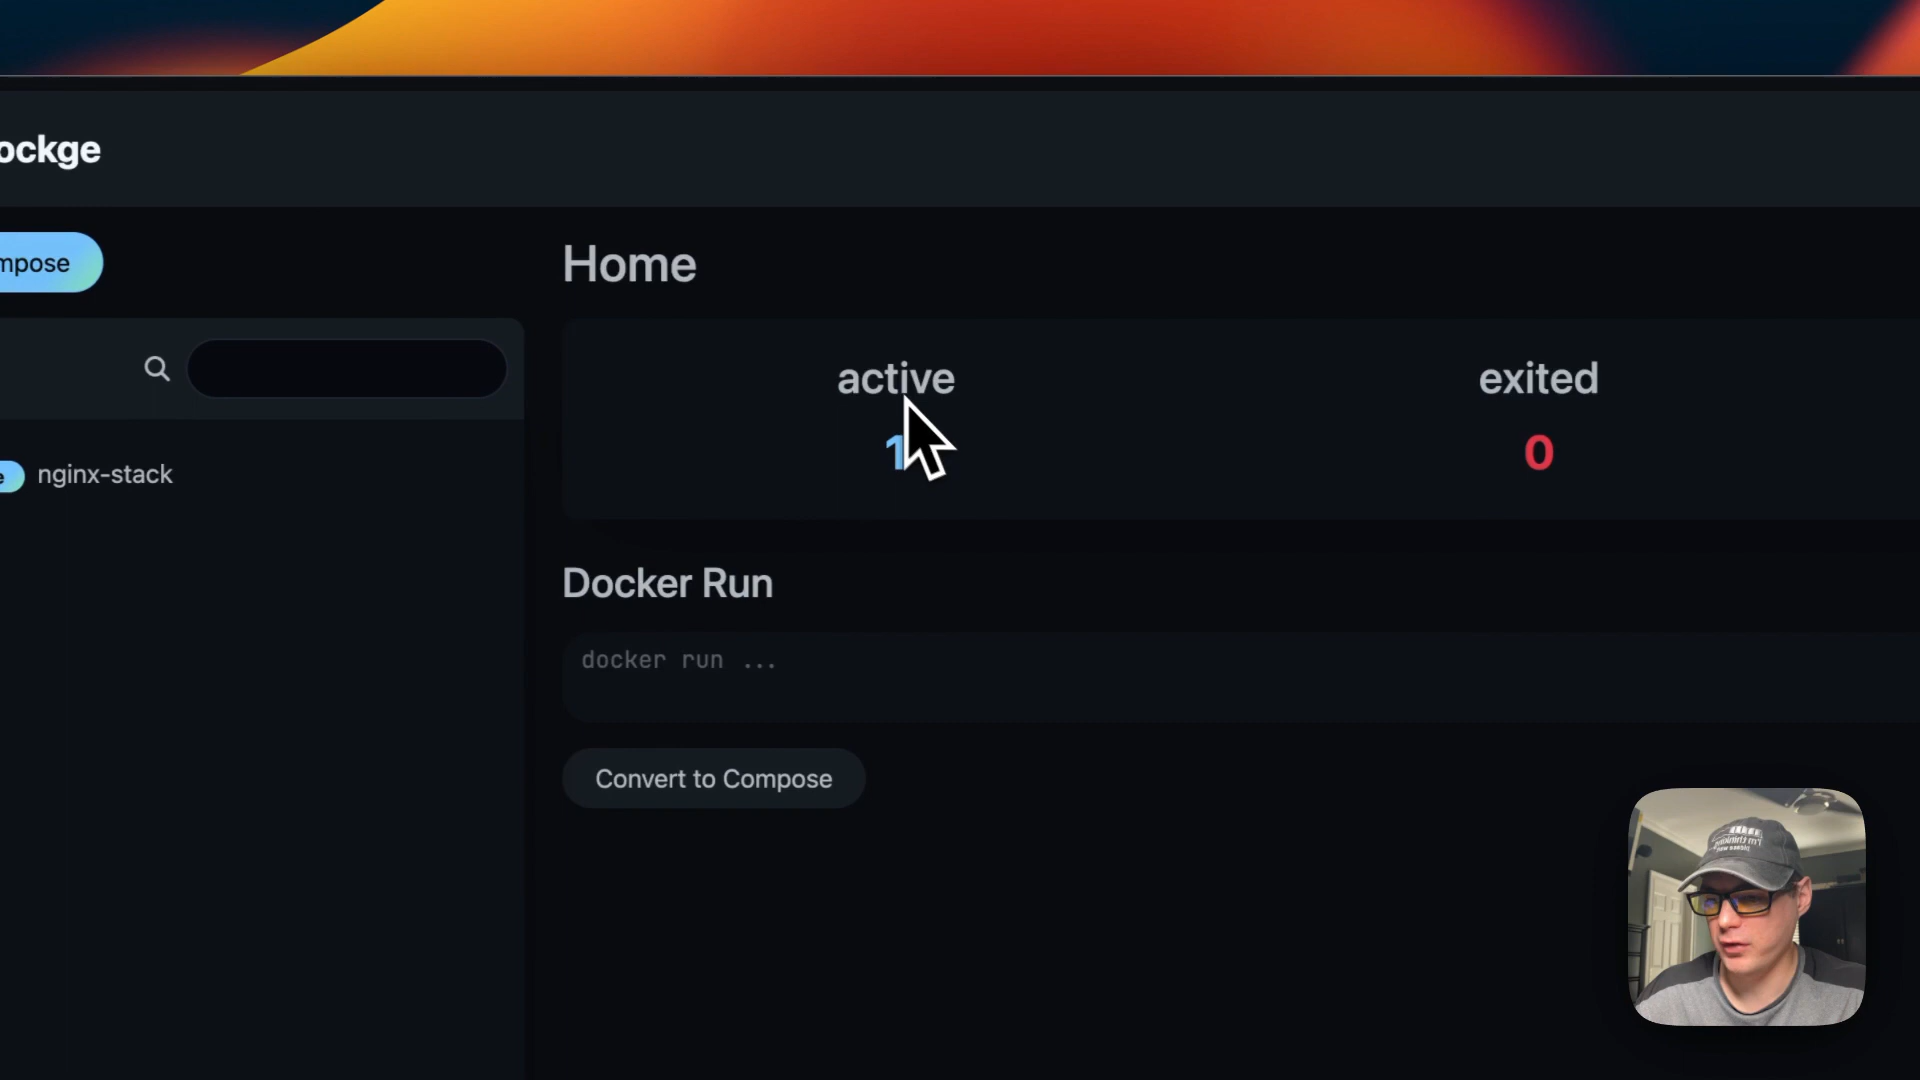 ockge
mpose
Home
active
exited
1
0
e
nginx-stack
Docker Run
docker run ...
Convert to Compose